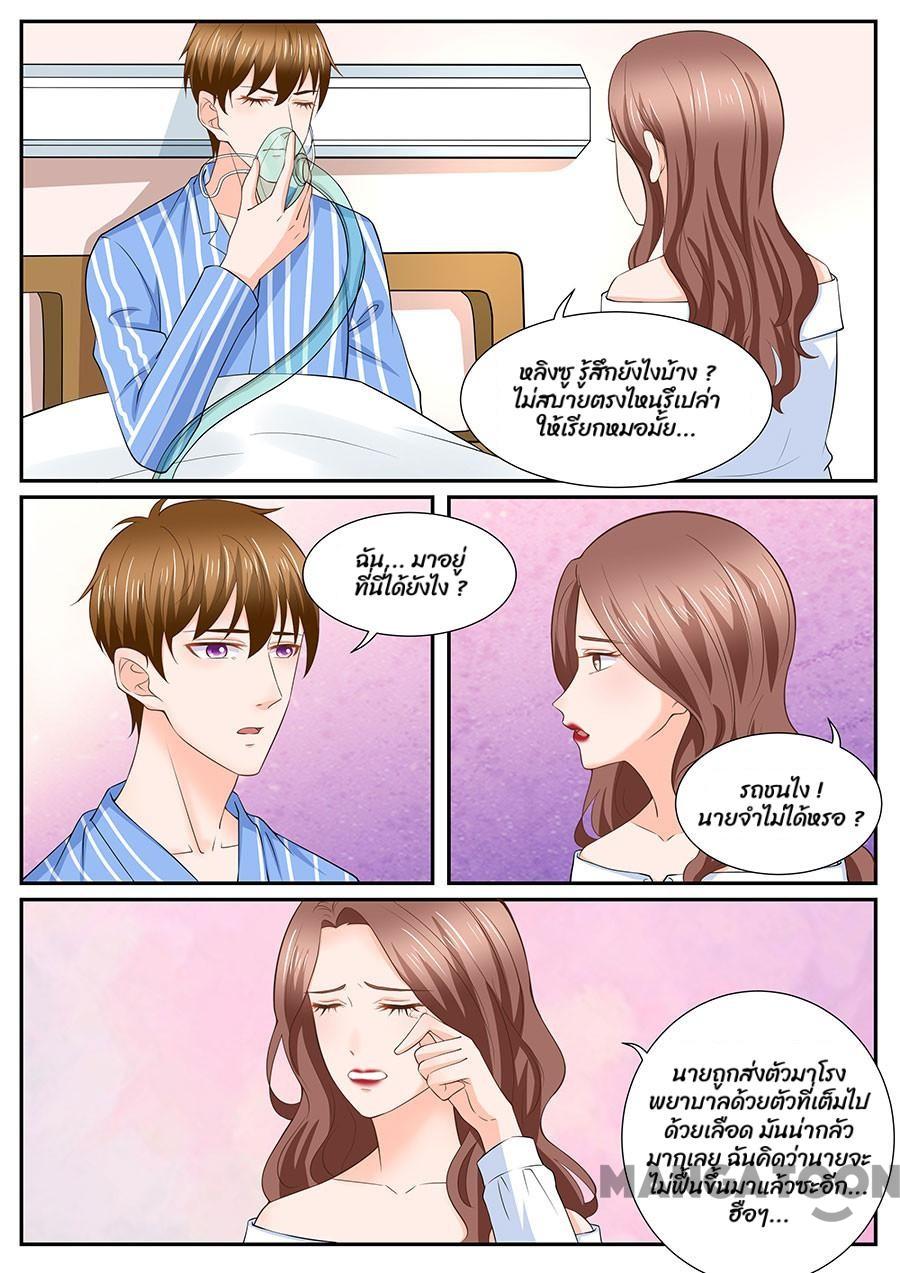 หลิงซู รู้สึกยังไงบ้าง ?
ไม่สบายตรงไหนรึเปล่า
ให้เรียกหมอมั้ย...
ฉัน... มาอยู่
ที่นี่ได้ยังไง ?
รถชนไง !
นายจำไม่ได้หรอ ?
นายถูกส่งตัวมาโรง
พยาบาลด้วยตัวที่เต็มไป
ด้วยเลือด มันน่ากลัว
มากเลย ฉันคิดว่านายจะ
ไม่ฟื้นขึ้นมาแล้วซะอีก...
ฮือๆ...
MANGATOON